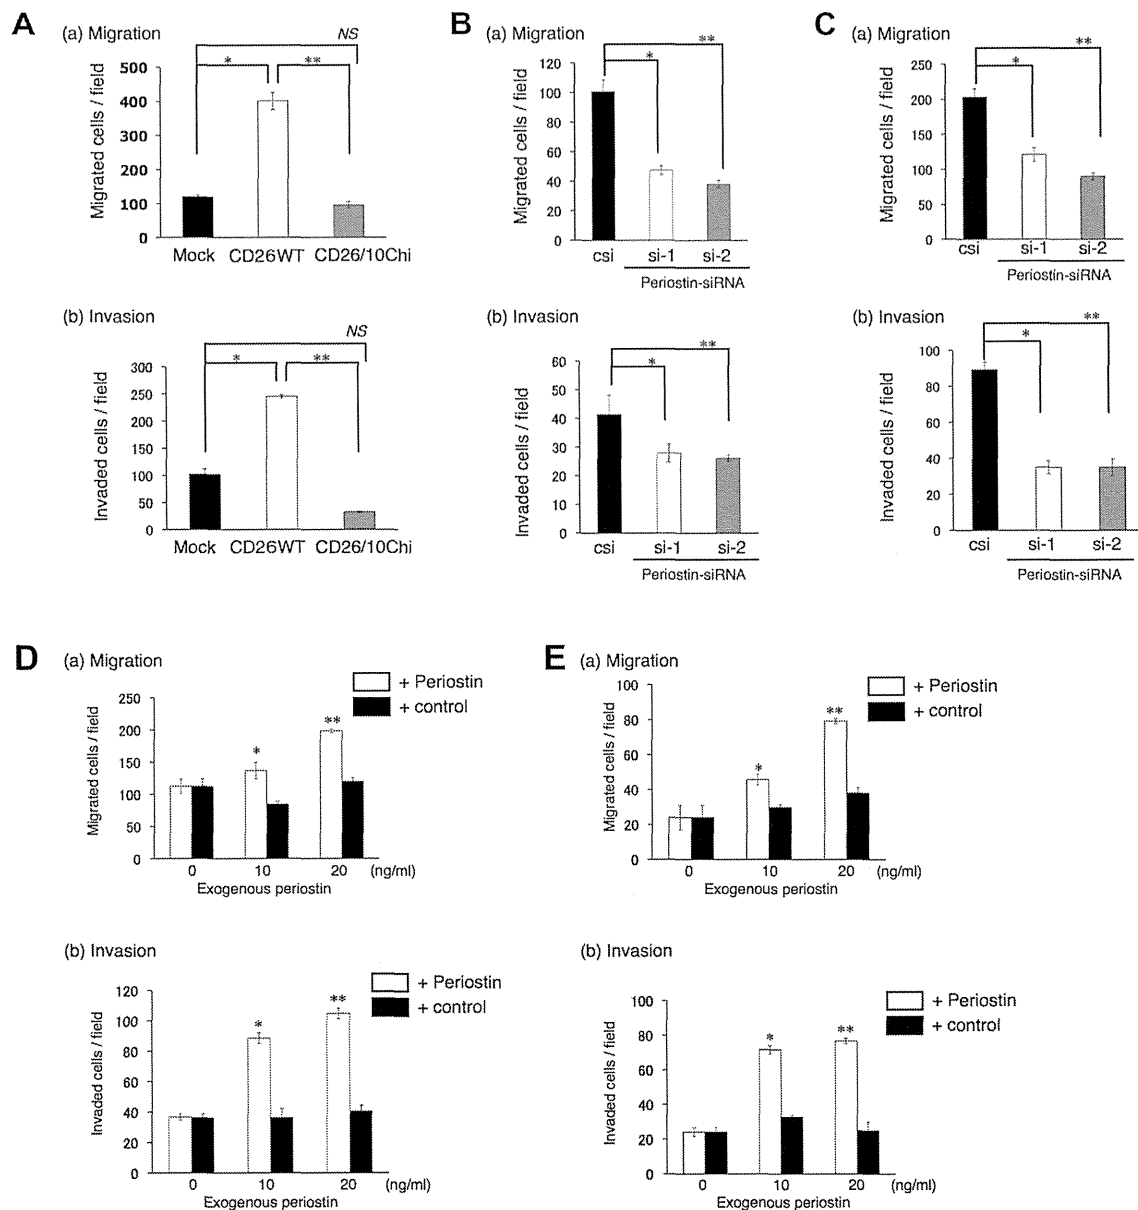 A
(a) Migration
NS
*
**
Migrated cells / field
500
400
300
200
100
0
Mock CD26WT CD26/10Chi
(b) Invasion
NS
*
**
Invaded cells / field
300
250
200
150
100
50
0
Mock CD26WT CD26/10Chi
B
(a) Migration
**
*
Migrated cells / field
120
100
80
60
40
20
0
csi si-1 si-2
Periostin-siRNA
(b) Invasion
**
*
Invaded cells / field
60
50
40
30
20
10
0
csi si-1 si-2
Periostin-siRNA
C
(a) Migration
**
*
Migrated cells / field
250
200
150
100
50
0
csi si-1 si-2
Periostin-siRNA
(b) Invasion
**
*
Invaded cells / field
100
80
60
40
20
0
csi si-1 si-2
Periostin-siRNA
D
(a) Migration
+ Periostin
+ control
Migrated cells / field
250
200
150
100
50
0
*
**
0 10 20 (ng/ml)
Exogenous periostin
(b) Invasion
+ Periostin
+ control
Invaded cells / field
120
100
80
60
40
20
0
*
**
0 10 20 (ng/ml)
Exogenous periostin
E
(a) Migration
+ Periostin
+ control
Migrated cells / field
100
80
60
40
20
0
*
**
0 10 20 (ng/ml)
Exogenous periostin
(b) Invasion
+ Periostin
+ control
Invaded cells / field
100
80
60
40
20
0
*
**
0 10 20 (ng/ml)
Exogenous periostin